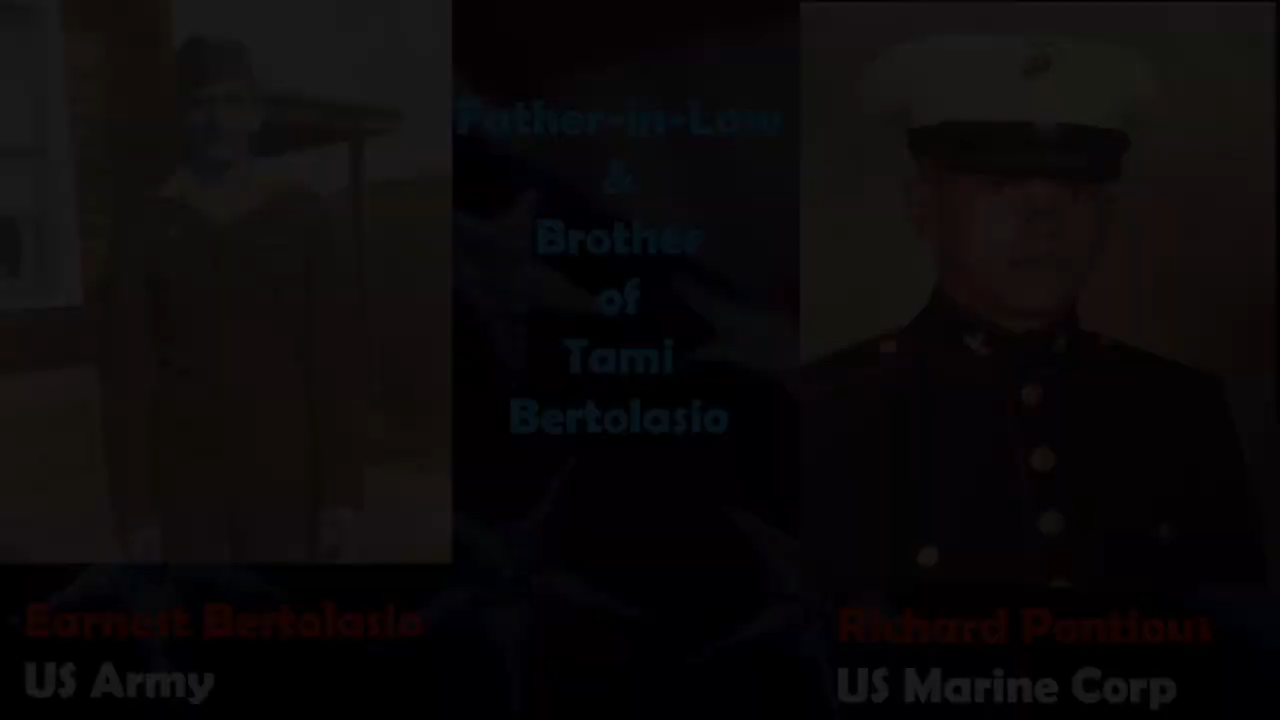 Father-in-Law
&
Brother
of
Tami
Bertolasio
Earnest Bertolasio
US Army
Richard Pontious
US Marine Corp